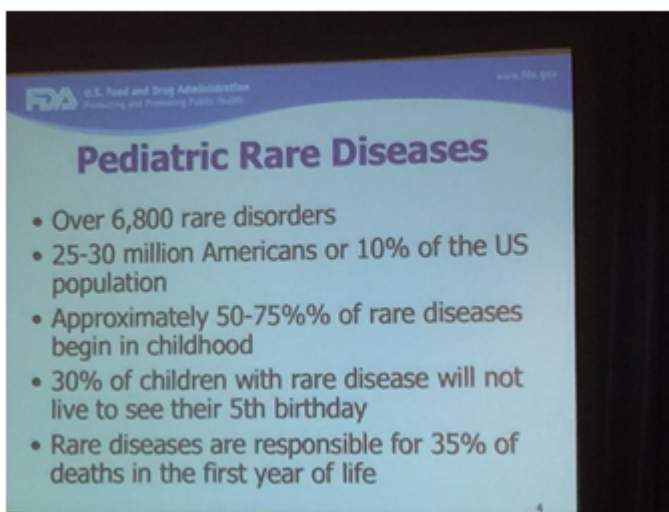 FDA U.S. Food and Drug Administration
Protecting and Promoting Public Health
www.fda.gov
Pediatric Rare Diseases
• Over 6,800 rare disorders
• 25-30 million Americans or 10% of the US
population
• Approximately 50-75%% of rare diseases
begin in childhood
• 30% of children with rare disease will not
live to see their 5th birthday
• Rare diseases are responsible for 35% of
deaths in the first year of life
4